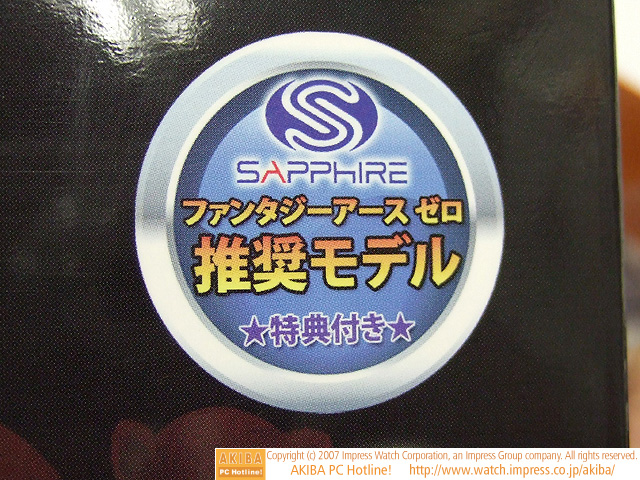 SAPPHIRE
ファンタジーアース ゼロ
推奨モデル
★特典付き★
AKIBA
PC Hotline!
Copyright (c) 2007 Impress Watch Corporation, an Impress Group company. All rights reserved.
AKIBA PC Hotline! http://www.watch.impress.co.jp/akiba/